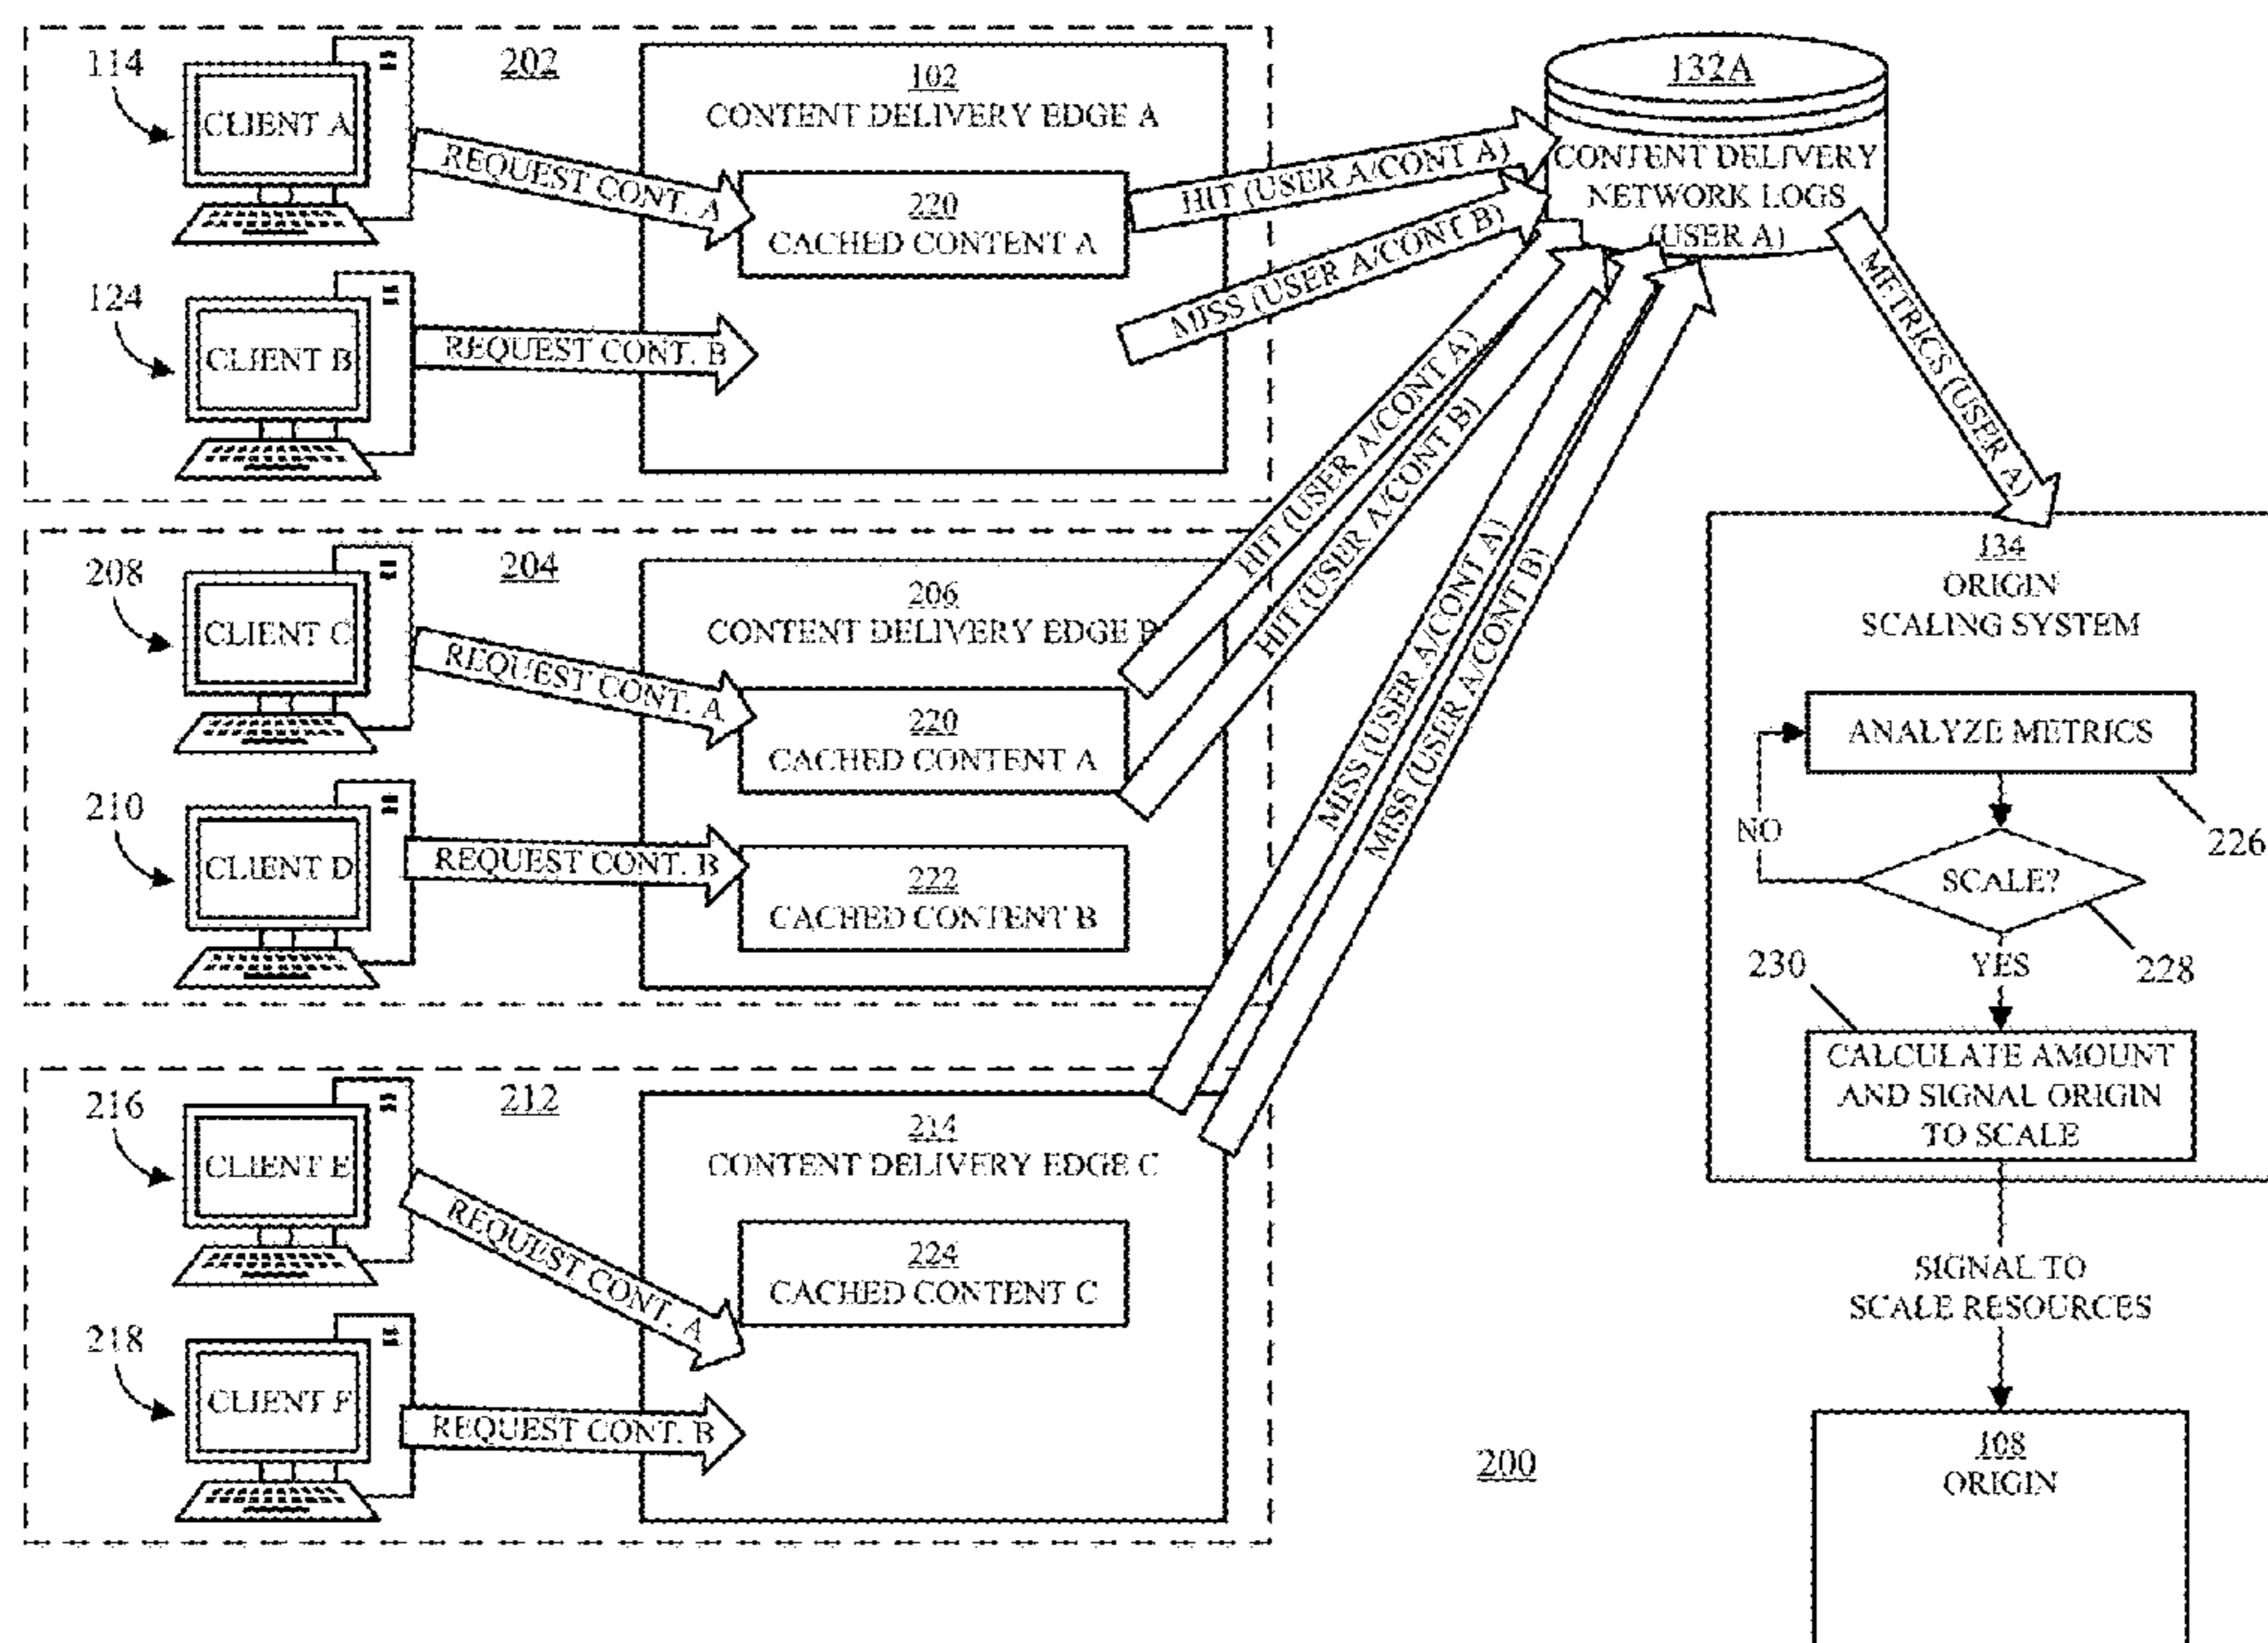 114
CLIENT A
202
REQUEST CONT. A
102
CONTENT DELIVERY EDGE A
220
CACHED CONTENT A
124
CLIENT B
REQUEST CONT. B
HIT (USER A/CONT A)
MISS (USER A/CONT B)
132A
CONTENT DELIVERY
NETWORK LOGS
(USER A)
METRICS (USER A)
208
CLIENT C
204
REQUEST CONT. A
206
CONTENT DELIVERY EDGE B
220
CACHED CONTENT A
210
CLIENT D
REQUEST CONT. B
222
CACHED CONTENT B
HIT (USER A/CONT A)
HIT (USER A/CONT B)
MISS (USER A/CONT A)
MISS (USER A/CONT B)
216
CLIENT E
212
REQUEST CONT. A
214
CONTENT DELIVERY EDGE C
224
CACHED CONTENT C
218
CLIENT F
REQUEST CONT. B
134
ORIGIN
SCALING SYSTEM
ANALYZE METRICS
226
NO
SCALE?
228
YES
230
CALCULATE AMOUNT
AND SIGNAL ORIGIN
TO SCALE
SIGNAL TO
SCALE RESOURCES
200
108
ORIGIN